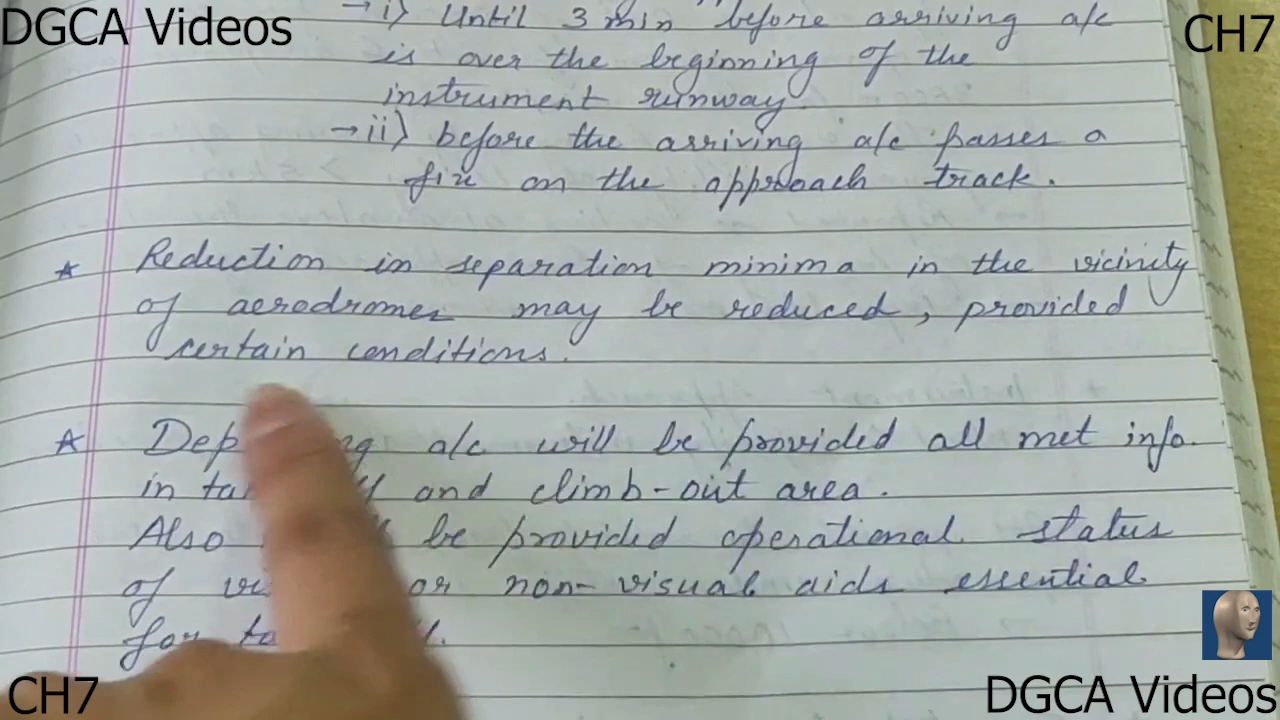 DGCA Videos
CH7
→ i) Until 3 min before arriving a/c
is over the beginning of the
instrument runway
→ ii) before the arriving a/c passes a
fix on the approach track.
☆ Reduction in separation minima in the vicinity
of aerodromes may be reduced, provided
certain conditions.
☆ a/c will be provided all met info.
in and climb-out area.
Also be provided operational status
of or non-visual aids essential
for
CH7
DGCA Videos